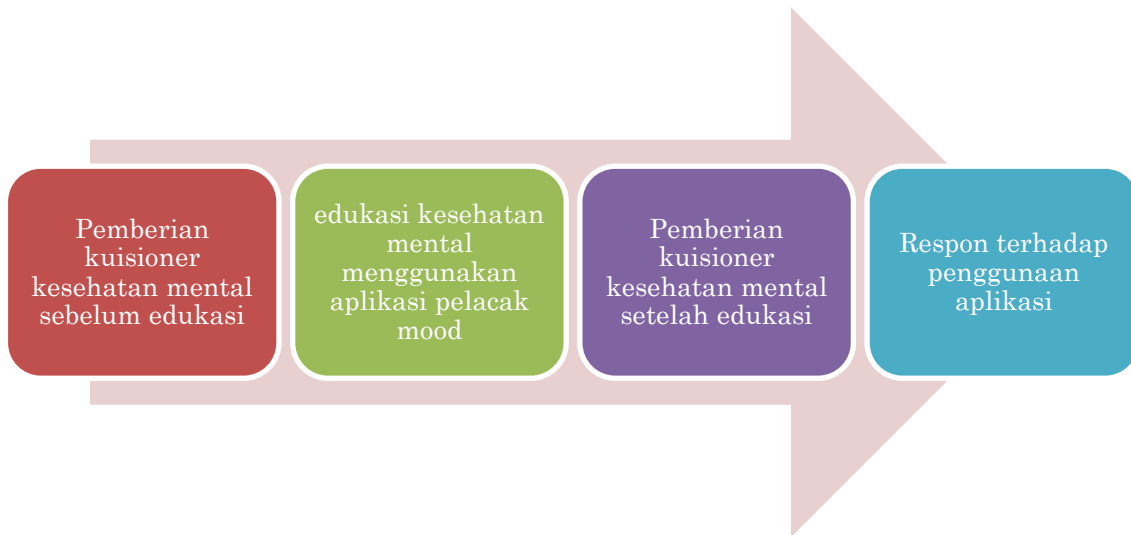 Pemberian
kuisioner
kesehatan mental
sebelum edukasi
edukasi kesehatan
mental
menggunakan
aplikasi pelacak
mood
Pemberian
kuisioner
kesehatan mental
setelah edukasi
Respon terhadap
penggunaan
aplikasi